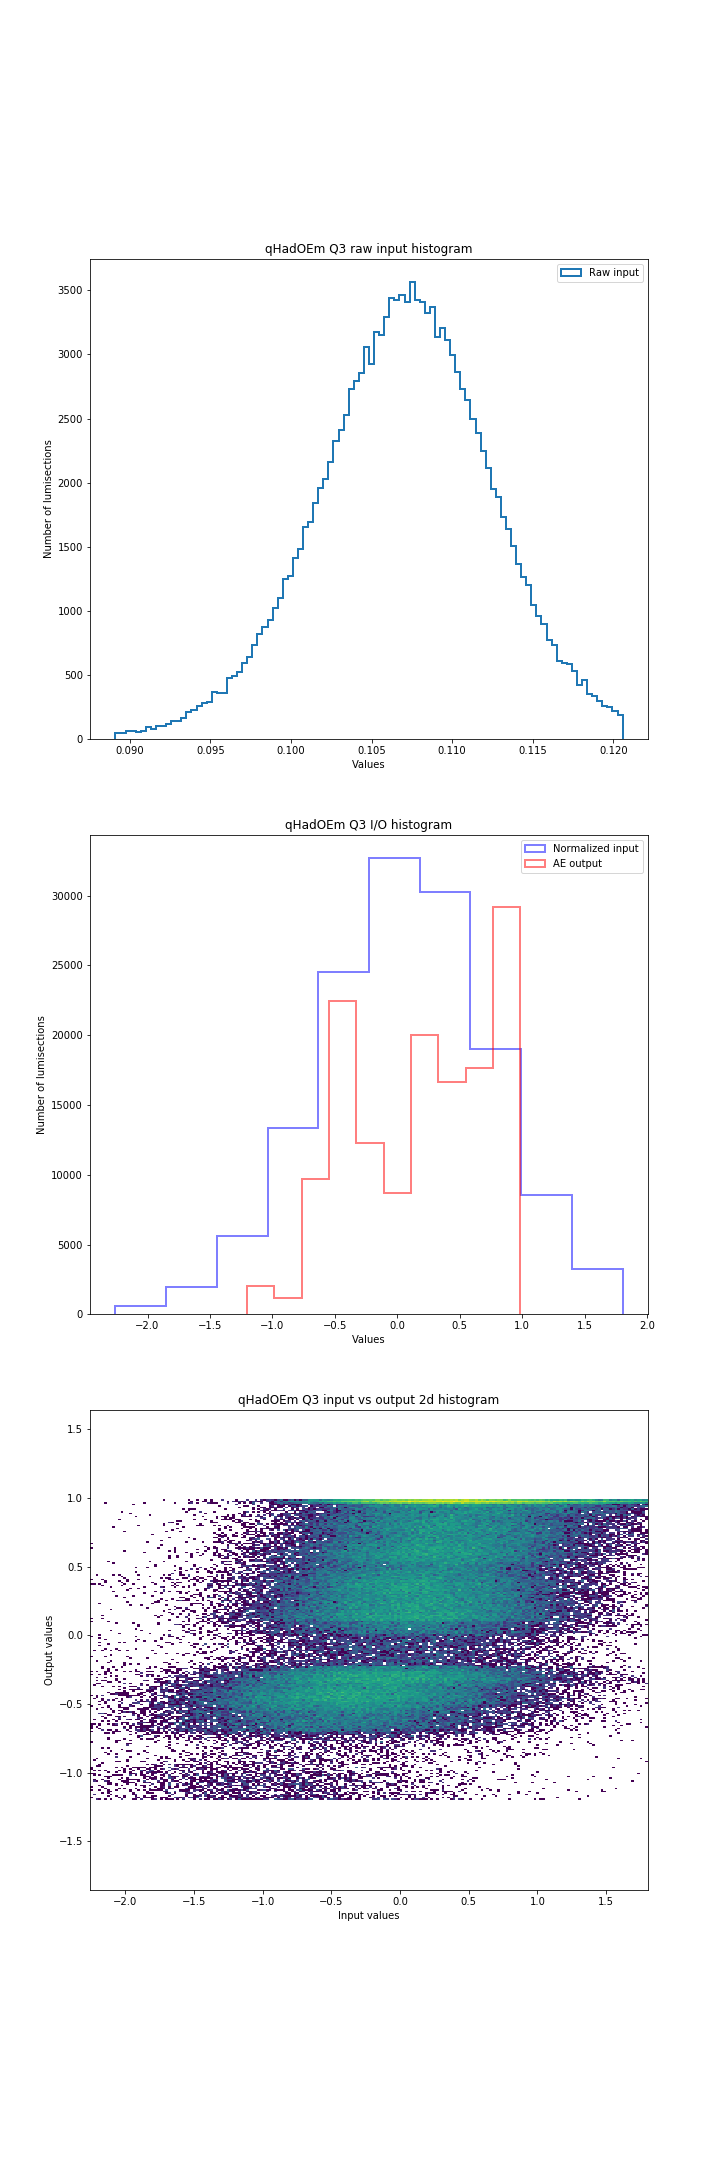 qHadOEm Q3 raw input histogram
Raw input
Number of lumisections
3500
3000
2500
2000
1500
1000
500
0
0.090 0.095 0.100 0.105 0.110 0.115 0.120
Values
qHadOEm Q3 I/O histogram
Normalized input
AE output
Number of lumisections
30000
25000
20000
15000
10000
5000
0
−2.0 −1.5 −1.0 −0.5 0.0 0.5 1.0 1.5 2.0
Values
qHadOEm Q3 input vs output 2d histogram
Output values
1.5
1.0
0.5
0.0
−0.5
−1.0
−1.5
−2.0 −1.5 −1.0 −0.5 0.0 0.5 1.0 1.5
Input values